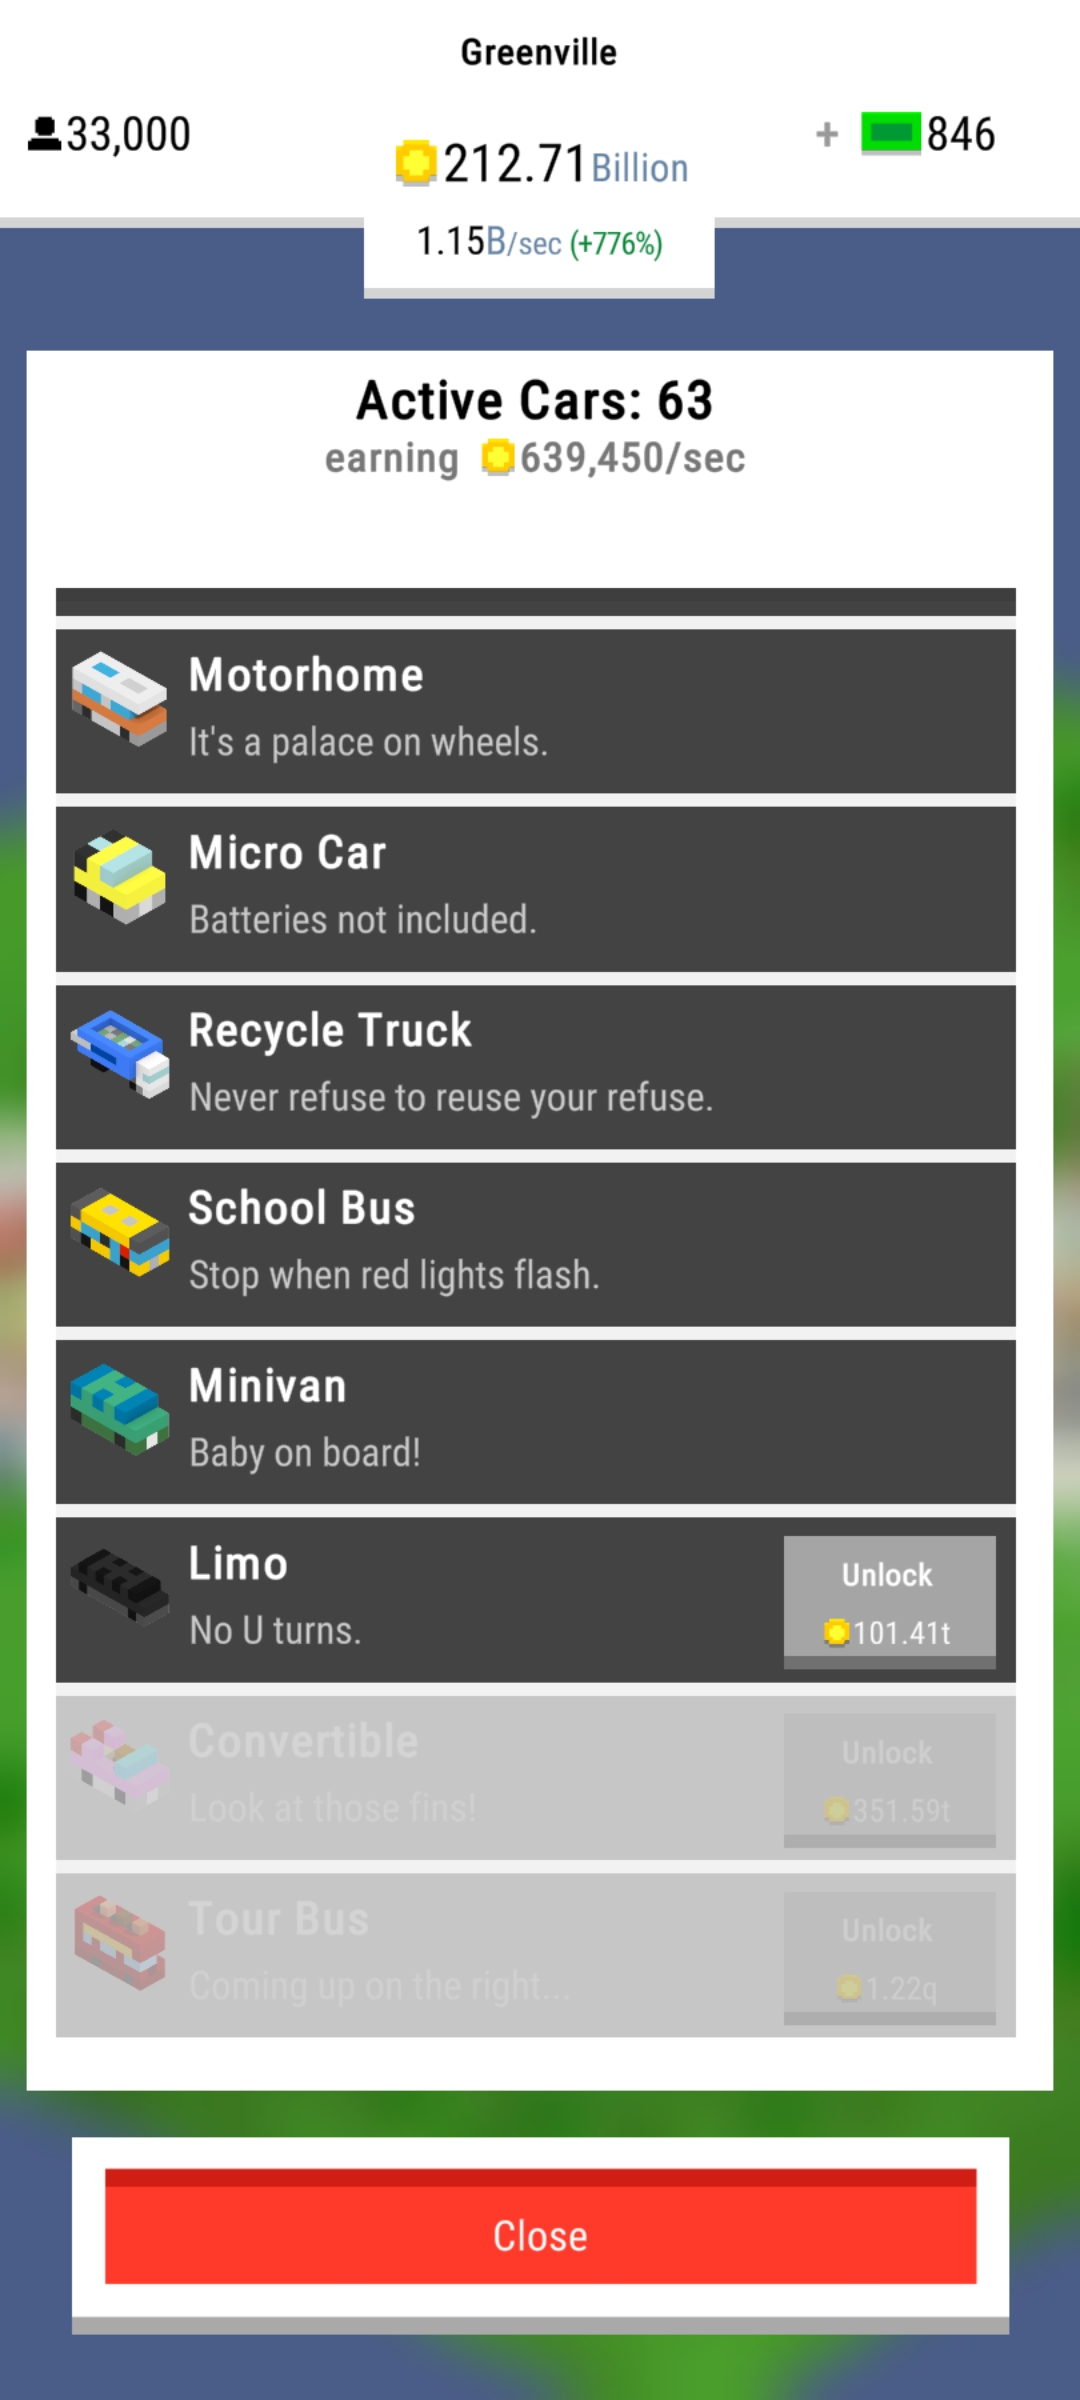 Greenville
33,000
212.71 Billion
+ 846
1.15B/sec (+776%)
Active Cars: 63
earning 639,450/sec
Motorhome
It's a palace on wheels.
Micro Car
Batteries not included.
Recycle Truck
Never refuse to reuse your refuse.
School Bus
Stop when red lights flash.
Minivan
Baby on board!
Limo
No U turns.
Unlock
101.41t
Convertible
Look at those fins!
Unlock
351.59t
Tour Bus
Coming up on the right...
Unlock
1.22q
Close